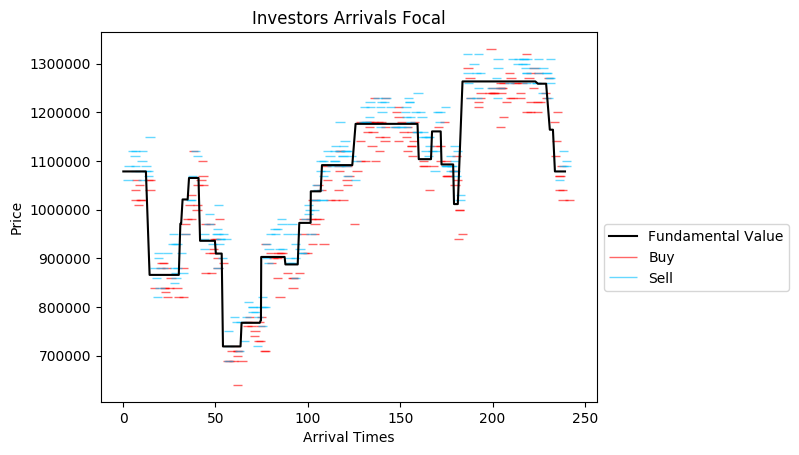 Investors Arrivals Focal
1300000
1200000
1100000
1000000
900000
800000
700000
Price
0 50 100 150 200 250
Arrival Times
Fundamental Value
Buy
Sell